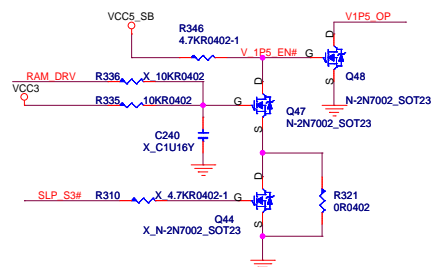 VCC5_SB
V1P5_OP
R346
4.7KR0402-1
V_1P5_EN#
D
G
S
Q48
N-2N7002_SOT23
RAM_DRV
R336
X_10KR0402
VCC3
R335
10KR0402
D
G
S
Q47
N-2N7002_SOT23
C240
X_C1U16Y
SLP_S3#
R310
X_4.7KR0402-1
D
G
S
Q44
X_N-2N7002_SOT23
R321
0R0402